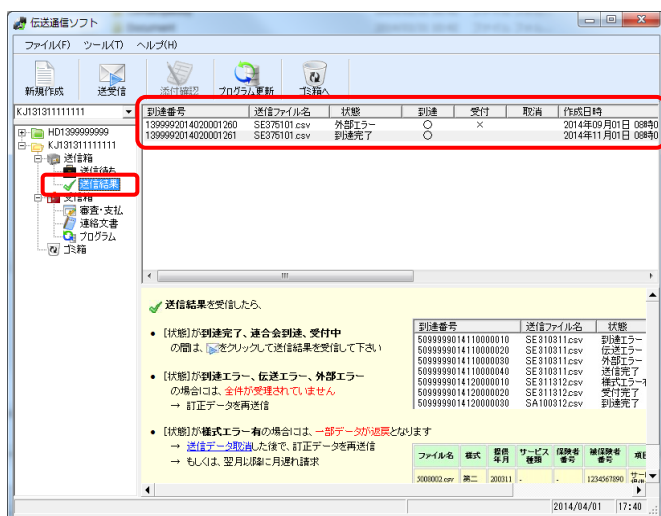 伝送通信ソフト
ファイル(F) ツール(T) ヘルプ(H)
新規作成 送受信 添付確認 プログラム更新 ゴミ箱へ
KJ131311111111
HD1399999999
KJ131311111111
送信箱
送信待ち
送信結果
受信箱
審査・支払
連絡文書
プログラム
ゴミ箱
到達番号 送信ファイル名 状態 到達 受付 取消 作成日時
1399992014020001260 SE375101.csv 外部エラー ○ × 2014年09月01日 08時0
1399992014020001261 SE375101.csv 到達完了 ○ 2014年11月01日 08時0
送信結果を受信したら、
• [状態]が到達完了、連合会到達、受付中
の間は、をクリックして送信結果を受信して下さい
• [状態]が到達エラー、伝送エラー、外部エラー
の場合には、全件が受理されていません
→ 訂正データを再送信
• [状態]が様式エラー有の場合には、一部データが返戻となります
→ 送信データ取消した後で、訂正データを再送信
→ もしくは、翌月以降に月遅れ請求
到達番号 送信ファイル名 状態
5099999014110000010 SE310311.csv 到達エラー
5099999014110000020 SE310311.csv 伝送エラー
5099999014110000030 SE310311.csv 外部エラー
5099999014110000040 SE310311.csv 送信完了
5099999014120000010 SE311312.csv 様式エラー有
5099999014120000020 SE311312.csv 受付完了
5099999014120000030 SA100312.csv 到達完了
ファイル名 様式 提供年月 サービス種類 保険者番号 被保険者番号 項目
5008002.csv 第二 200311 - - 1234567890
2014/04/01 17:40